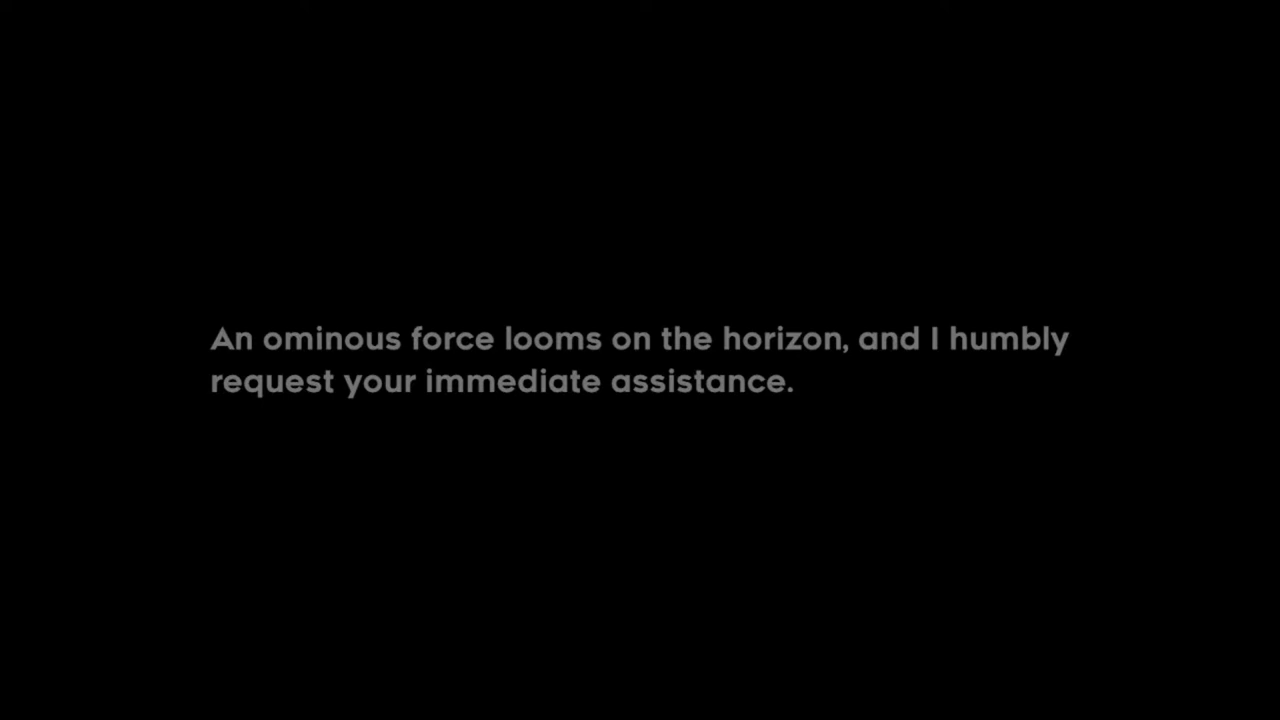 An ominous force looms on the horizon, and I humbly
request your immediate assistance.